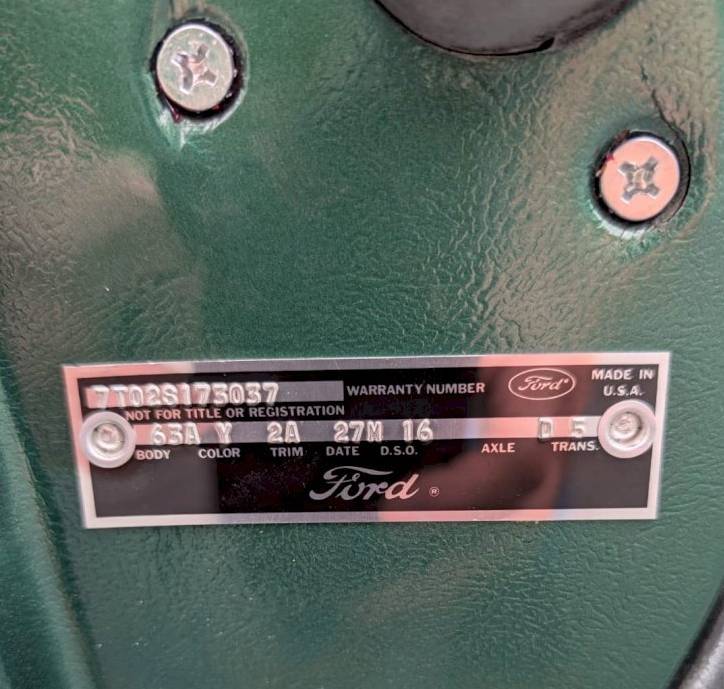 7T02S173037 WARRANTY NUMBER Ford® MADE IN U.S.A.
NOT FOR TITLE OR REGISTRATION
63A Y 2A 27M 16 D 5
BODY COLOR TRIM DATE D.S.O. AXLE TRANS.
Ford ®